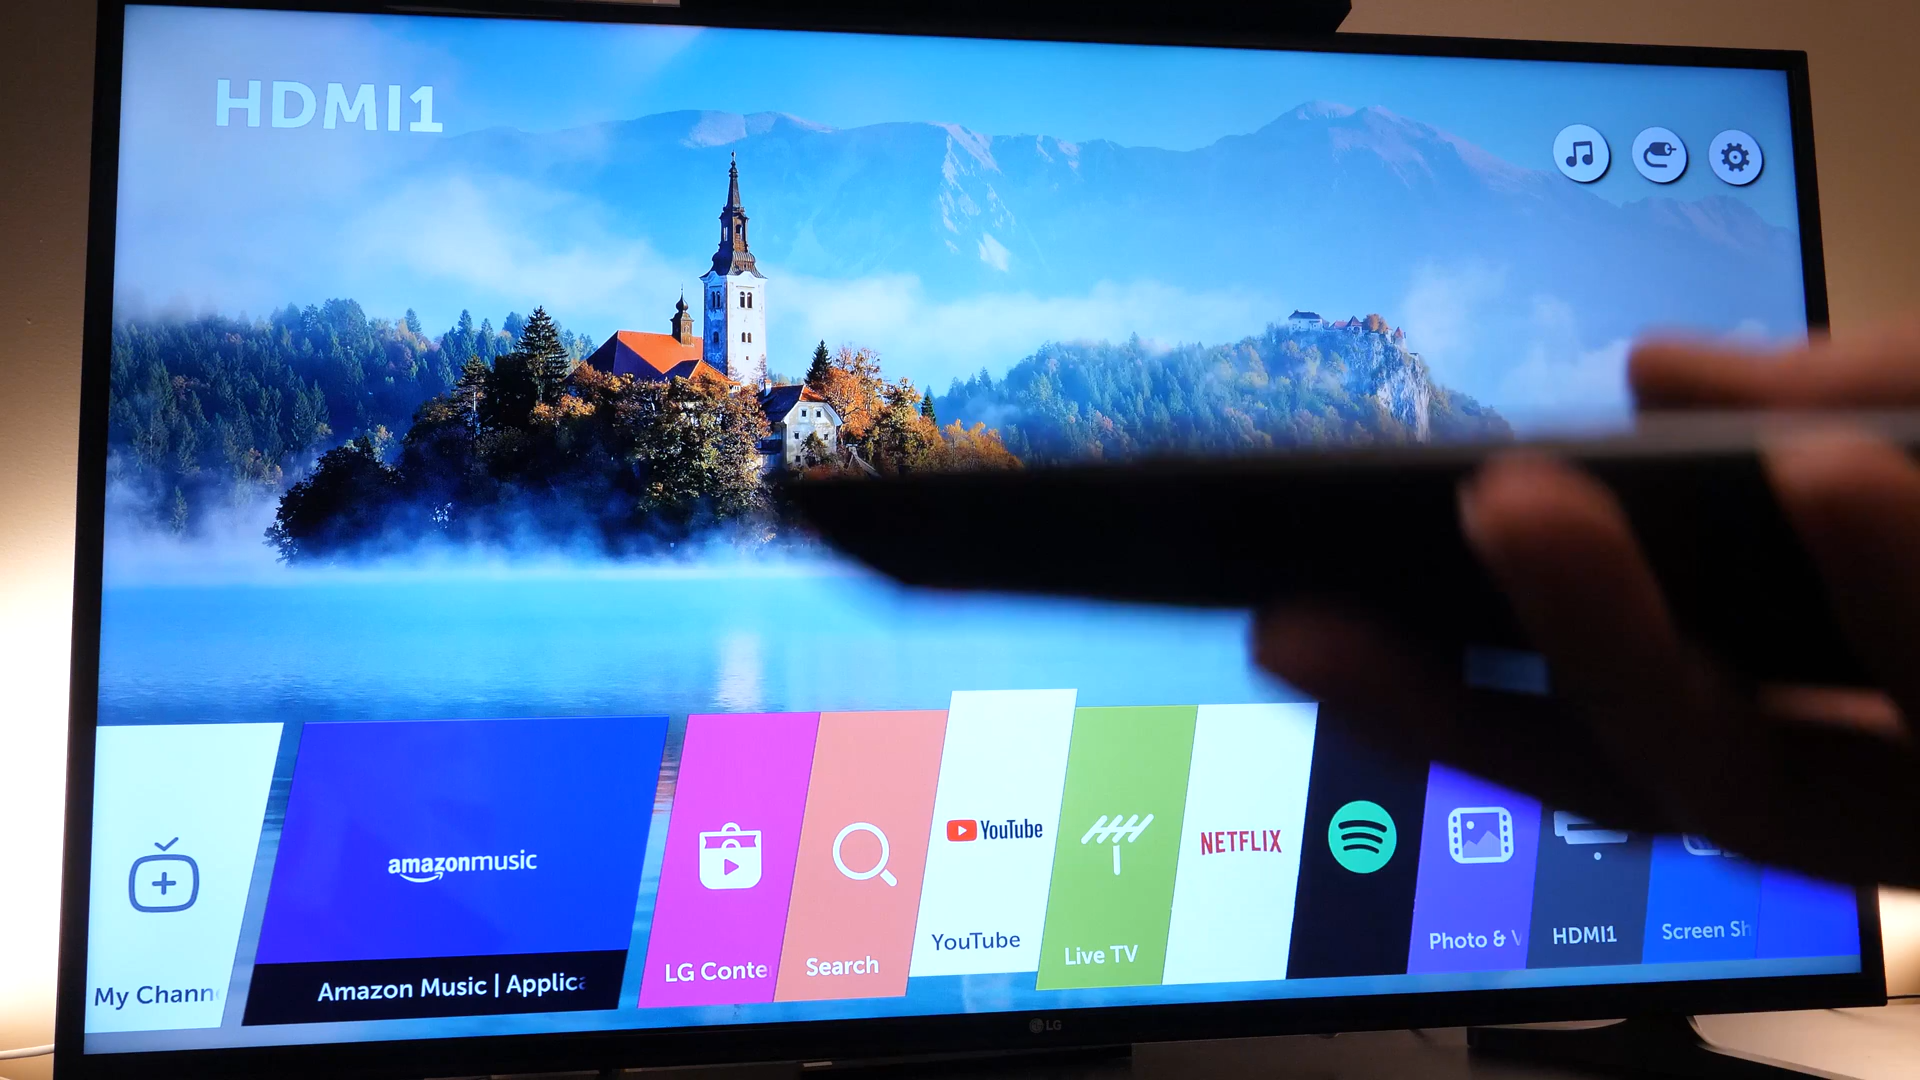 HDMI1
amazonmusic
YouTube
NETFLIX
My Chann
Amazon Music | Applica
LG Conte
Search
YouTube
Live TV
Photo & V
HDMI1
Screen Sh
LG